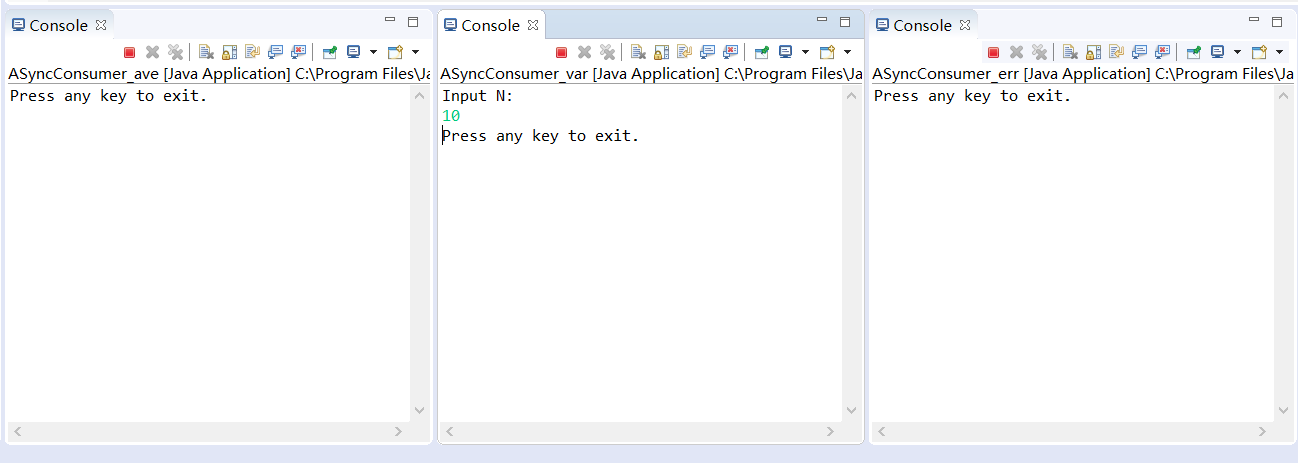 Console
ASyncConsumer_ave [Java Application] C:\Program Files\Ja
Press any key to exit.
Console
ASyncConsumer_var [Java Application] C:\Program Files\Ja
Input N:
10
Press any key to exit.
Console
ASyncConsumer_err [Java Application] C:\Program Files\Ja
Press any key to exit.